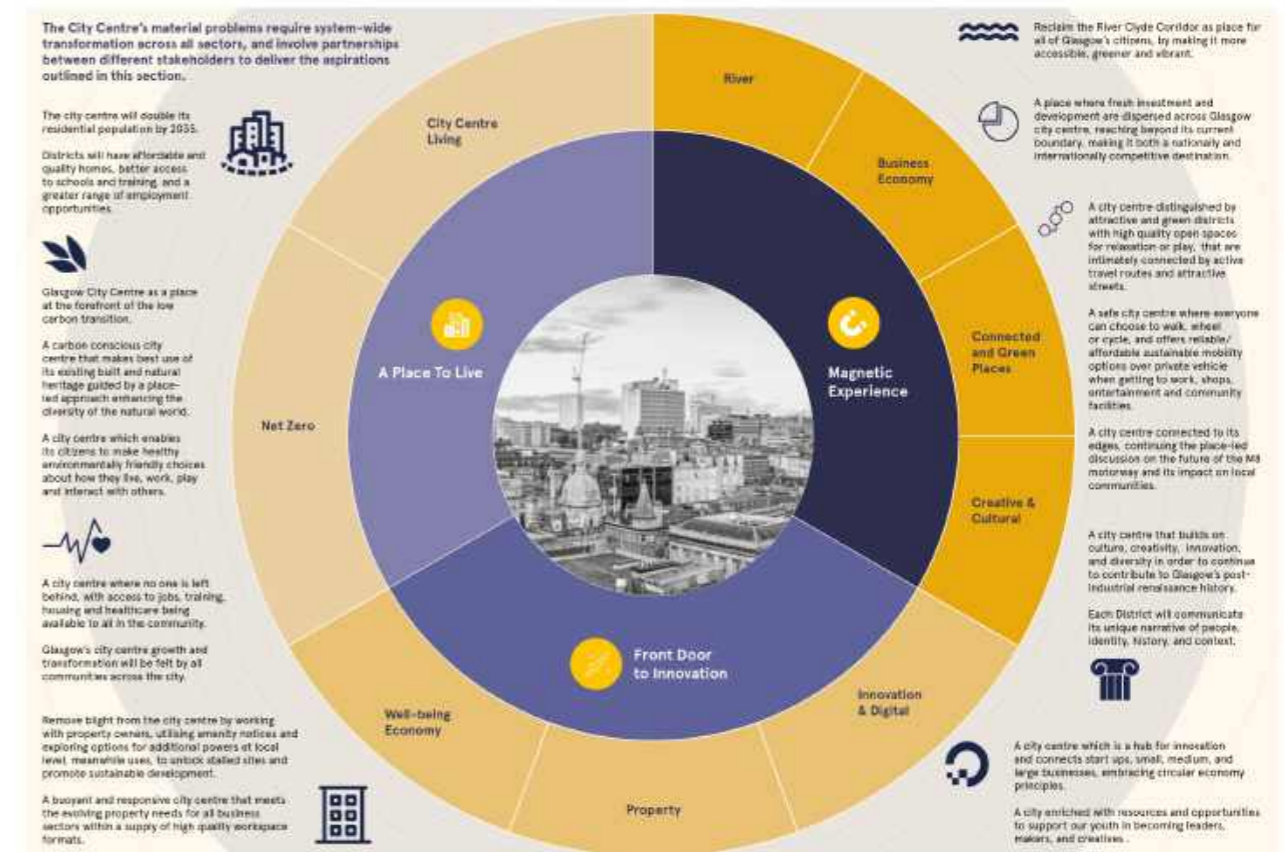 The City Centre's material problems require system-wide
transformation across all sectors, and involve partnerships
between different stakeholders to deliver the aspirations
outlined in this section.
The city centre will double its
residential population by 2035.
Districts will have affordable and
quality homes, better access
to schools and training, and a
greater range of employment
opportunities.
Glasgow City Centre as a place
at the forefront of the low
carbon transition.
A carbon conscious city
centre that makes best use of
its existing built and natural
heritage guided by a place-
led approach enhancing the
diversity of the natural world.
A city centre which enables
its citizens to make healthy
environmentally friendly choices
about how they live, work, play
and interact with others.
A city centre where no one is left
behind, with access to jobs, training,
housing and healthcare being
available to all in the community.
Glasgow's city centre growth and
transformation will be felt by all
communities across the city.
Remove blight from the city centre by working
with property owners, utilising amenity notices and
exploring options for additional powers at local
level, meanwhile uses, to unlock stalled sites and
promote sustainable development.
A buoyant and responsive city centre that meets
the evolving property needs for all business
sectors within a supply of high quality workspace
formats.
City Centre
Living
Net Zero
Well-being
Economy
Property
Innovation
& Digital
Creative &
Cultural
Connected
and Green
Places
Business
Economy
River
A Place To Live
Magnetic
Experience
Front Door
to Innovation
Reclaim the River Clyde Corridor as place for
all of Glasgow's citizens, by making it more
accessible, greener and vibrant.
A place where fresh investment and
development are dispersed across Glasgow
city centre, reaching beyond its current
boundary, making it both a nationally and
internationally competitive destination.
A city centre distinguished by
attractive and green districts
with high quality open spaces
for relaxation or play, that are
intimately connected by active
travel routes and attractive
streets.
A safe city centre where everyone
can choose to walk, wheel
or cycle, and offers reliable/
affordable sustainable mobility
options over private vehicle
when getting to work, shops,
entertainment and community
facilities.
A city centre connected to its
edges, continuing the place-led
discussion on the future of the M8
motorway and its impact on local
communities.
A city centre that builds on
culture, creativity, innovation,
and diversity in order to continue
to contribute to Glasgow's post-
industrial renaissance history.
Each District will communicate
its unique narrative of people,
identity, history, and context.
A city centre which is a hub for innovation
and connects start ups, small, medium, and
large businesses, embracing circular economy
principles.
A city enriched with resources and opportunities
to support our youth in becoming leaders,
makers, and creatives.